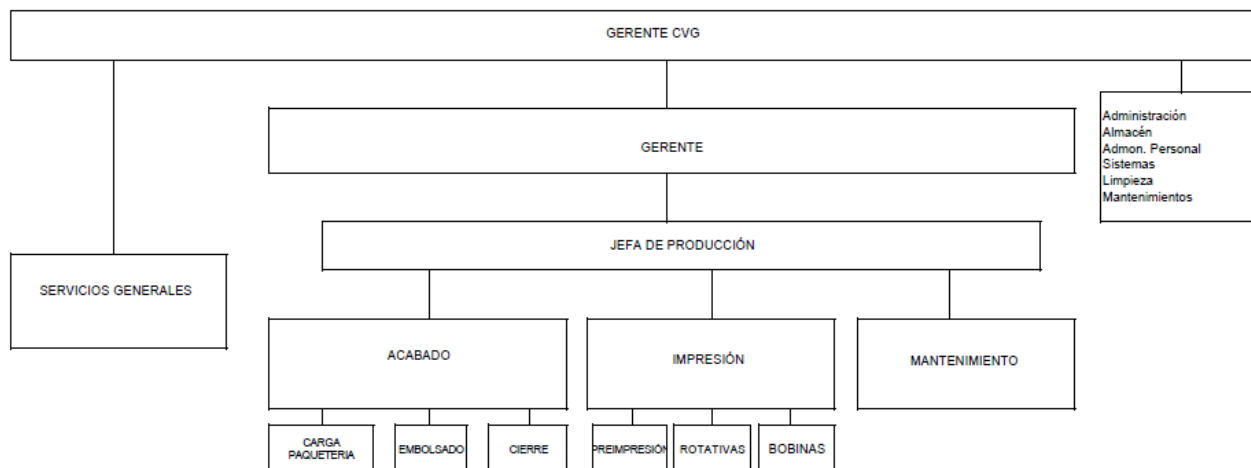 GERENTE CVG
Administración
Almacén
Admon. Personal
Sistemas
Limpieza
Mantenimientos
GERENTE
JEFA DE PRODUCCIÓN
SERVICIOS GENERALES
ACABADO
IMPRESIÓN
MANTENIMIENTO
CARGA
PAQUETERIA
EMBOLSADO
CIERRE
PREIMPRESIÓN
ROTATIVAS
BOBINAS